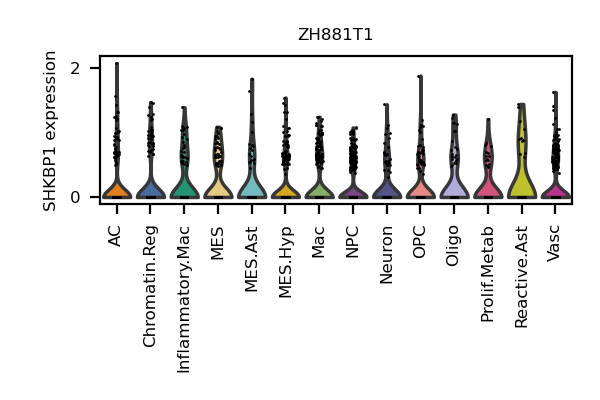 ZH881T1
SHKBP1 expression
2
0
AC
Chromatin.Reg
Inflammatory.Mac
MES
MES.Ast
MES.Hyp
Mac
NPC
Neuron
OPC
Oligo
Prolif.Metab
Reactive.Ast
Vasc